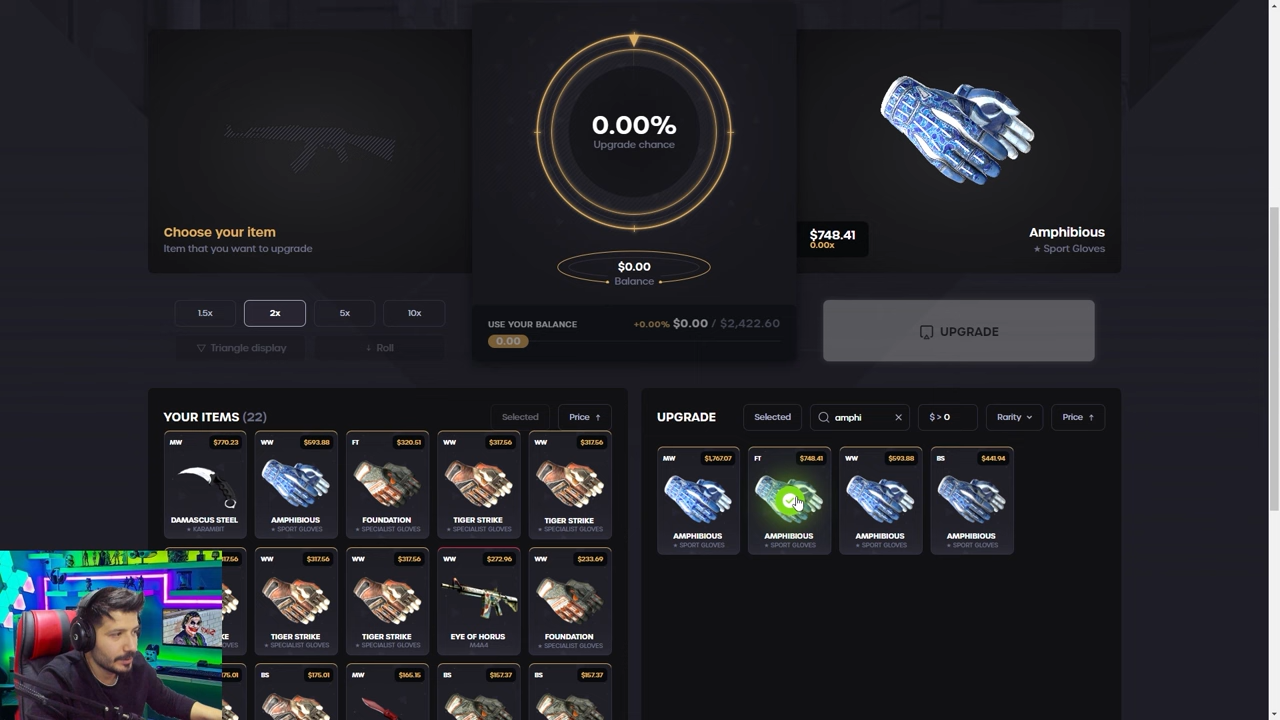 0.00%
Upgrade chance
$0.00
Balance
Choose your item
Item that you want to upgrade
$748.41
0.00x
Amphibious
★ Sport Gloves
1.5x
2x
5x
10x
Triangle display
Roll
USE YOUR BALANCE
+0.00% $0.00 / $2,422.60
0.00
UPGRADE
YOUR ITEMS (22)
Selected
Price ↑
MW $770.23
DAMASCUS STEEL
★ KARAMBIT
WW $593.88
AMPHIBIOUS
★ SPORT GLOVES
FT $320.51
FOUNDATION
★ SPECIALIST GLOVES
WW $317.56
TIGER STRIKE
★ SPECIALIST GLOVES
WW $317.56
TIGER STRIKE
★ SPECIALIST GLOVES
WW $317.56
TIGER STRIKE
★ SPECIALIST GLOVES
WW $317.56
TIGER STRIKE
★ SPECIALIST GLOVES
WW $272.96
EYE OF HORUS
M4A4
WW $233.69
FOUNDATION
★ SPECIALIST GLOVES
BS $175.01
MW $165.15
BS $157.37
BS $157.37
UPGRADE
Selected
amphi
$ > 0
Rarity
Price ↑
MW $1,767.07
AMPHIBIOUS
★ SPORT GLOVES
FT $748.41
AMPHIBIOUS
★ SPORT GLOVES
WW $593.88
AMPHIBIOUS
★ SPORT GLOVES
BS $441.94
AMPHIBIOUS
★ SPORT GLOVES